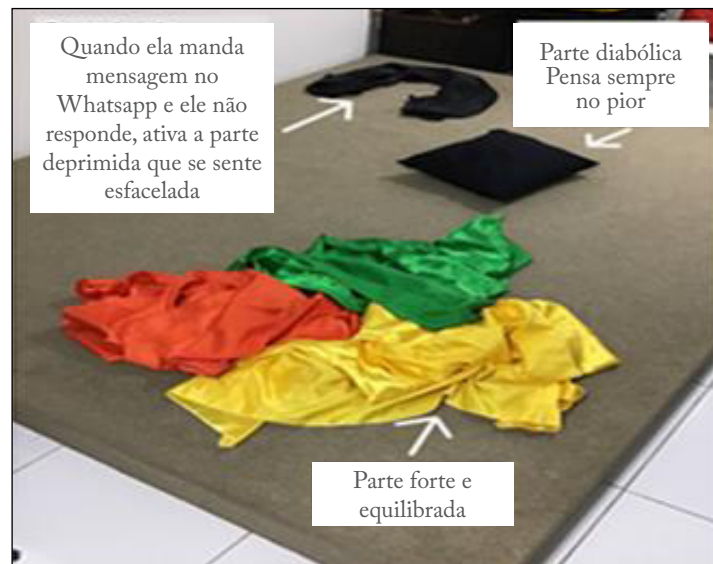 Quando ela manda
mensagem no
Whatsapp e ele não
responde, ativa a parte
deprimida que se sente
esfacelada
Parte diabólica
Pensa sempre
no pior
Parte forte e
equilibrada